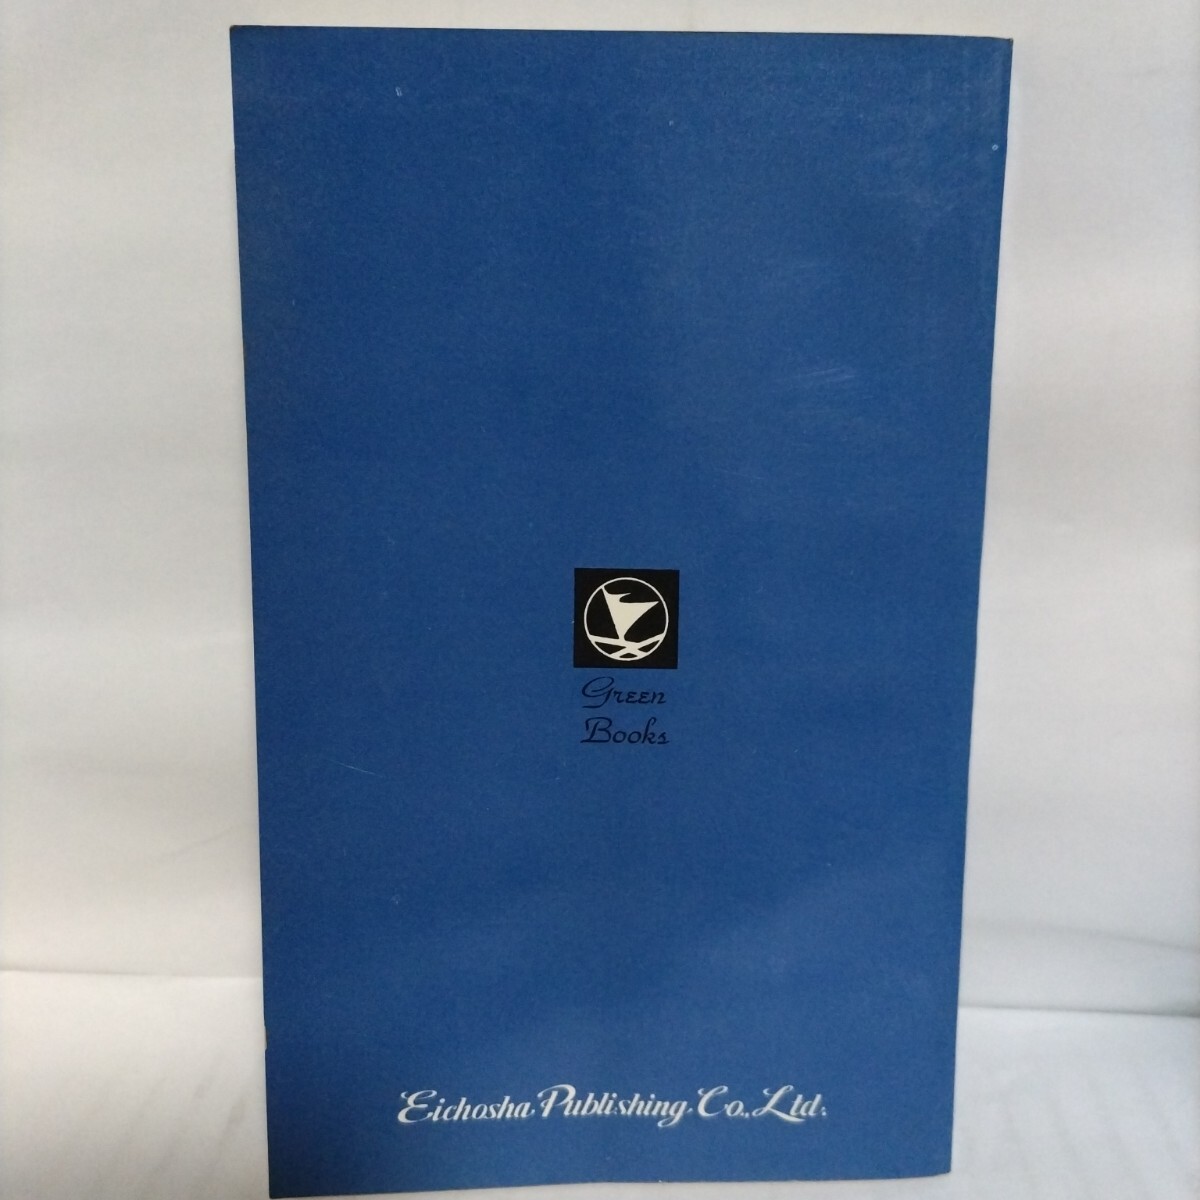 Green
Books
Eichosha Publishing Co., Ltd.